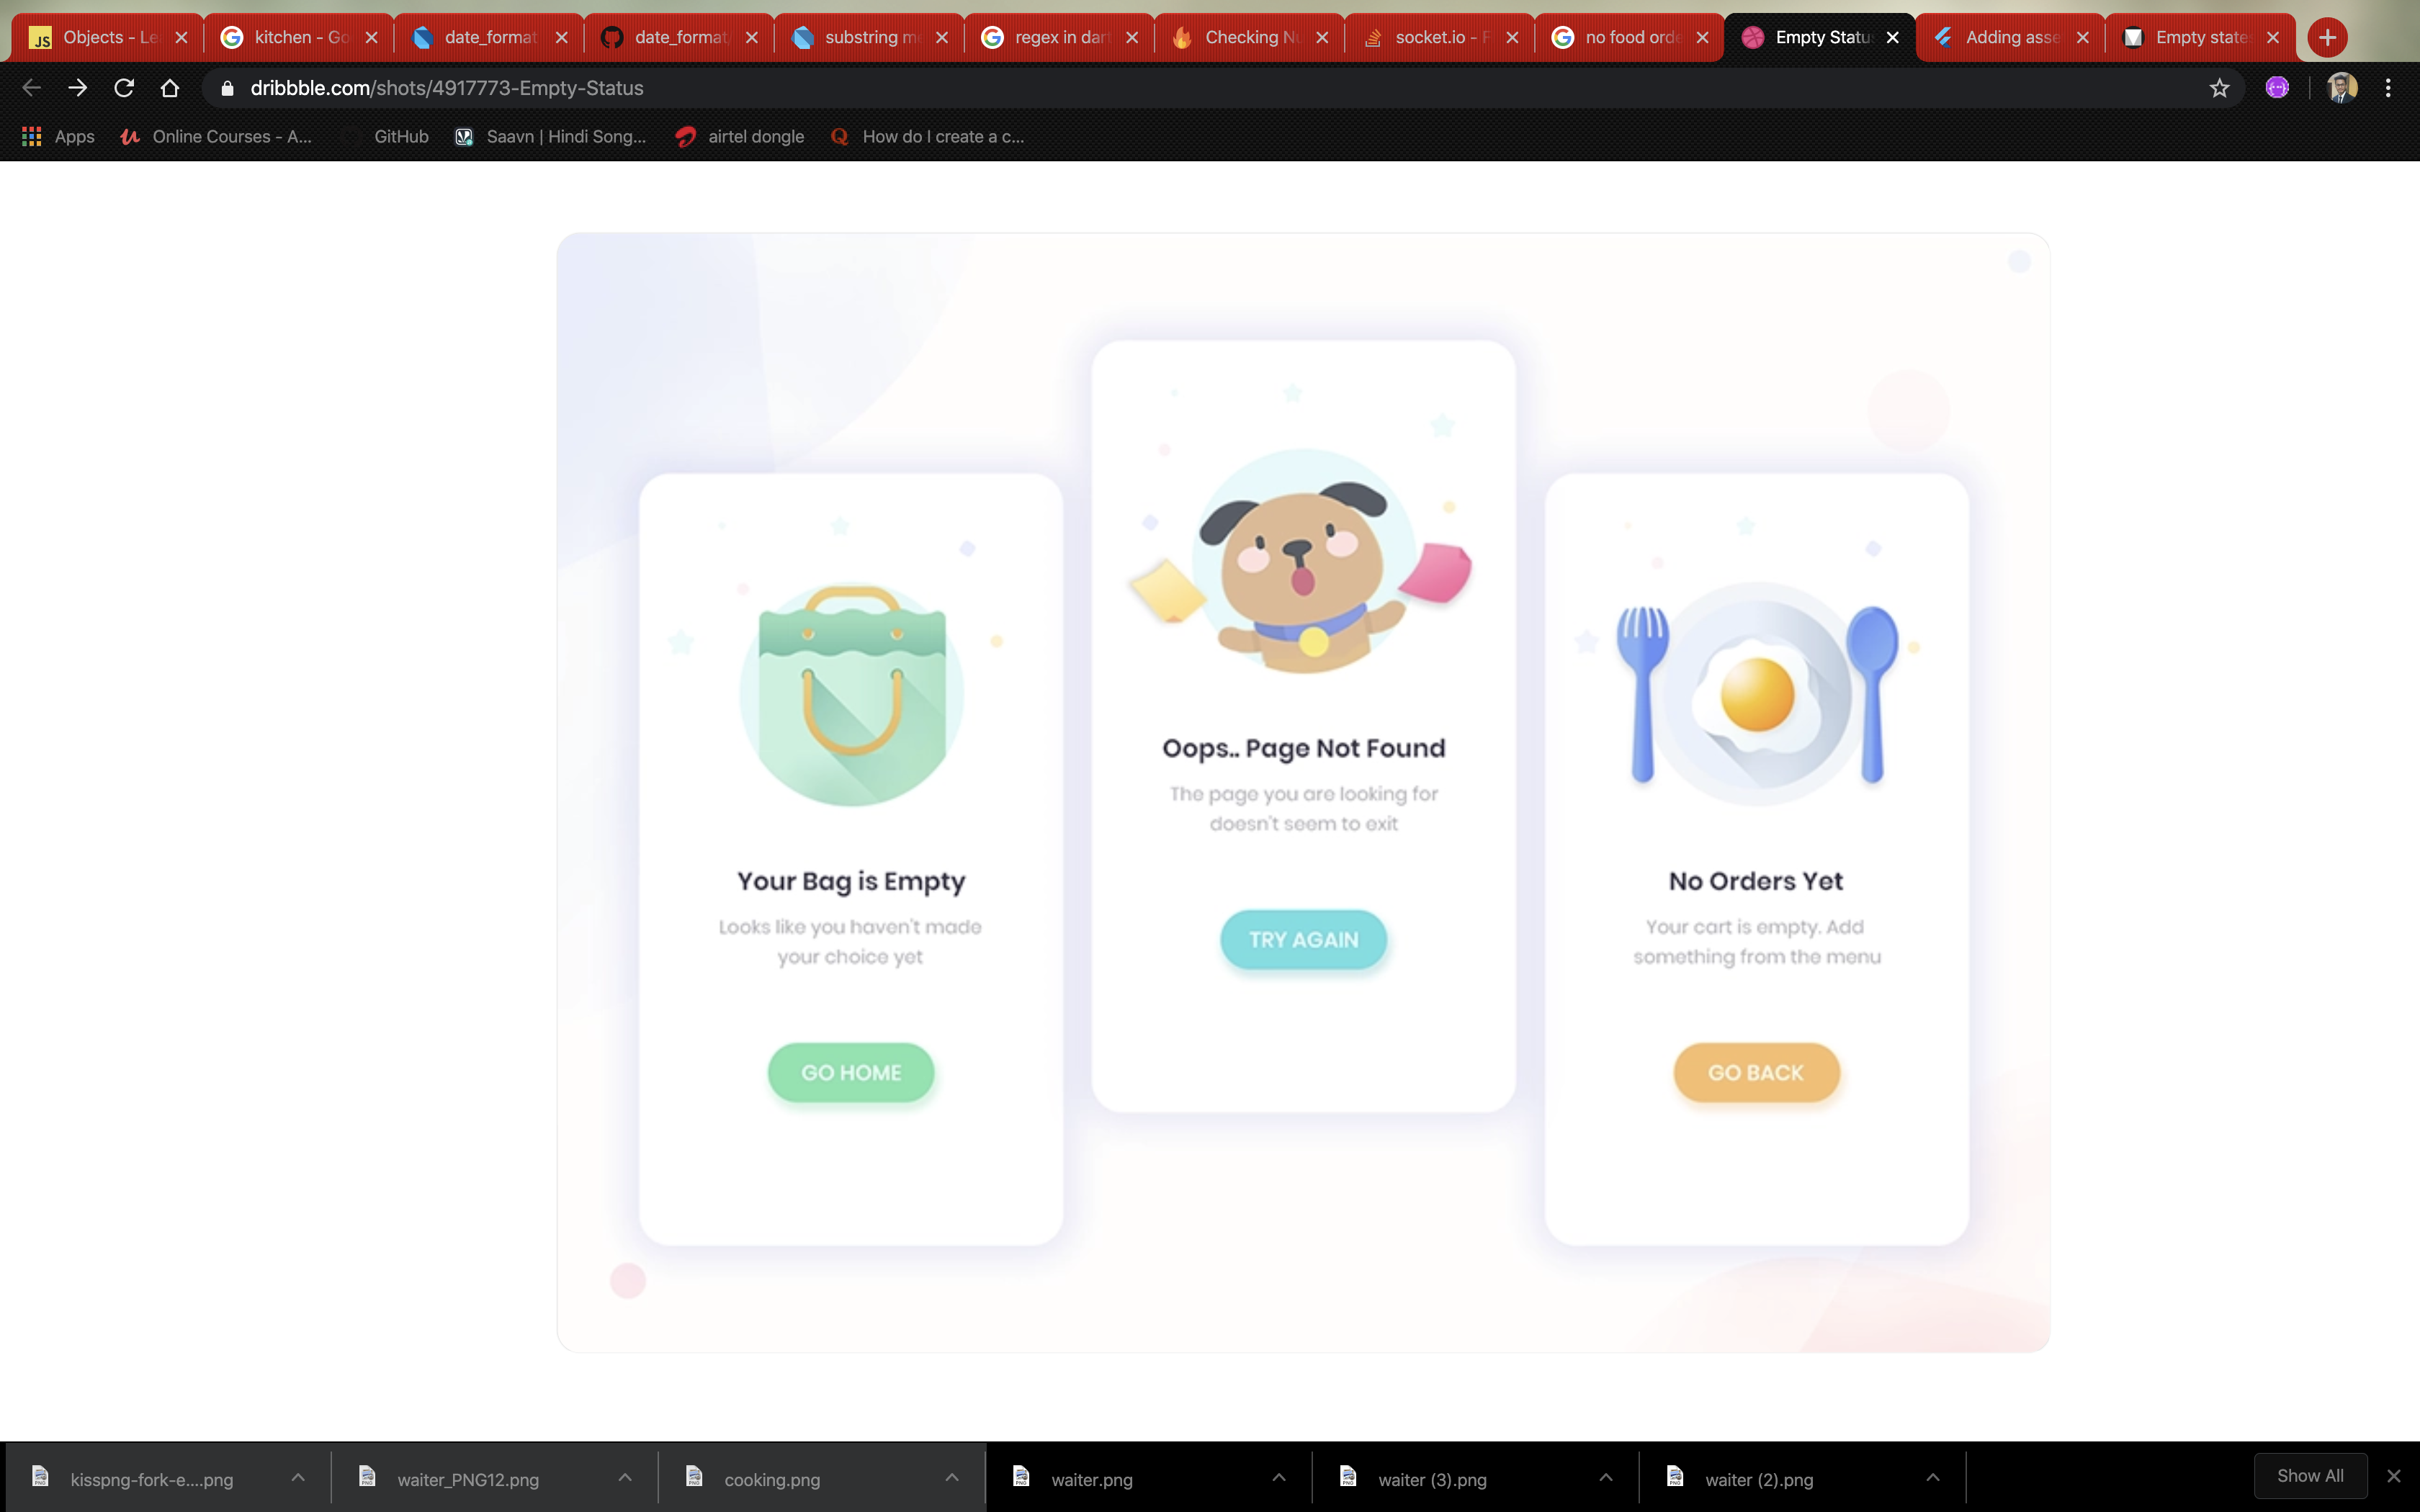 JS
Objects - Le
kitchen - Go
date_format
date_format/
substring me
regex in dart
Checking Nu
socket.io - F
no food orde
Empty Status
Adding asse
Empty state
dribbble.com/shots/4917773-Empty-Status
Apps
Online Courses - A...
GitHub
Saavn | Hindi Song...
airtel dongle
How do I create a c...
Oops.. Page Not Found
The page you are looking for
doesn't seem to exit
TRY AGAIN
Your Bag is Empty
Looks like you haven't made
your choice yet
GO HOME
No Orders Yet
Your cart is empty. Add
something from the menu
GO BACK
kisspng-fork-e....png
waiter_PNG12.png
cooking.png
waiter.png
waiter (3).png
waiter (2).png
Show All